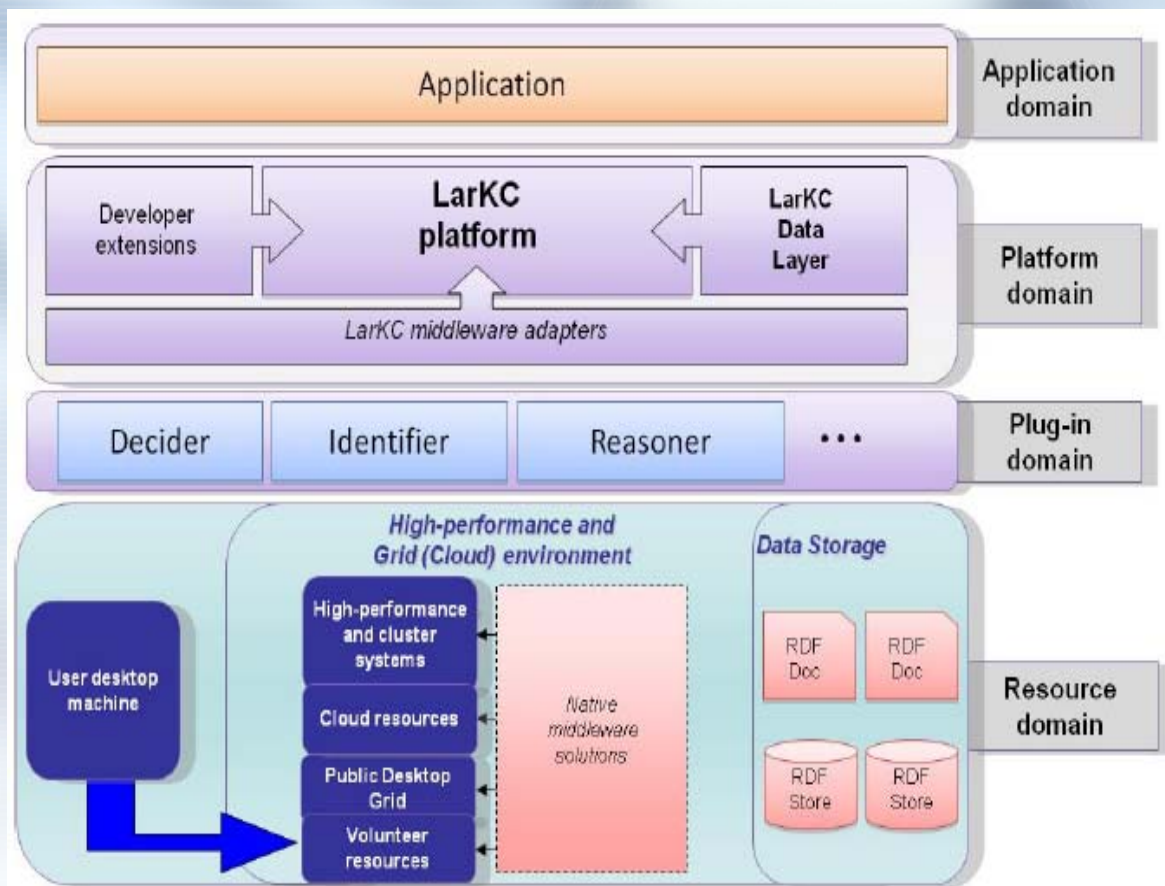 Application
Application
domain
Developer
extensions
LarKC
platform
LarKC
Data
Layer
LarKC middleware adapters
Platform
domain
Decider
Identifier
Reasoner
...
Plug-in
domain
High-performance and
Grid (Cloud) environment
Data Storage
User desktop
machine
High-performance
and cluster
systems
Cloud resources
Public Desktop
Grid
Volunteer
resources
Native
middleware
solutions
RDF
Doc
RDF
Doc
RDF
Store
RDF
Store
Resource
domain